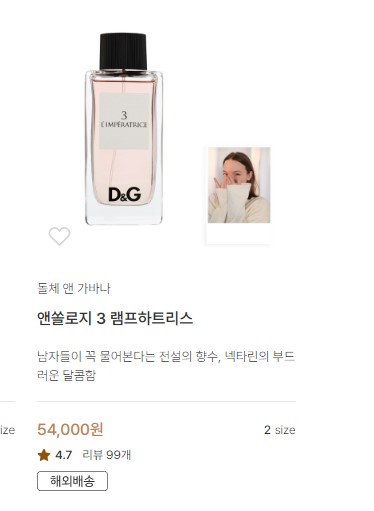 3
L'IMPÉRATRICE
D&G
돌체 앤 가바나
앤쏠로지 3 램프하트리스
남자들이 꼭 물어본다는 전설의 향수, 넥타린의 부드
러운 달콤함
ize
54,000원
2 size
4.7 리뷰 99개
해외배송